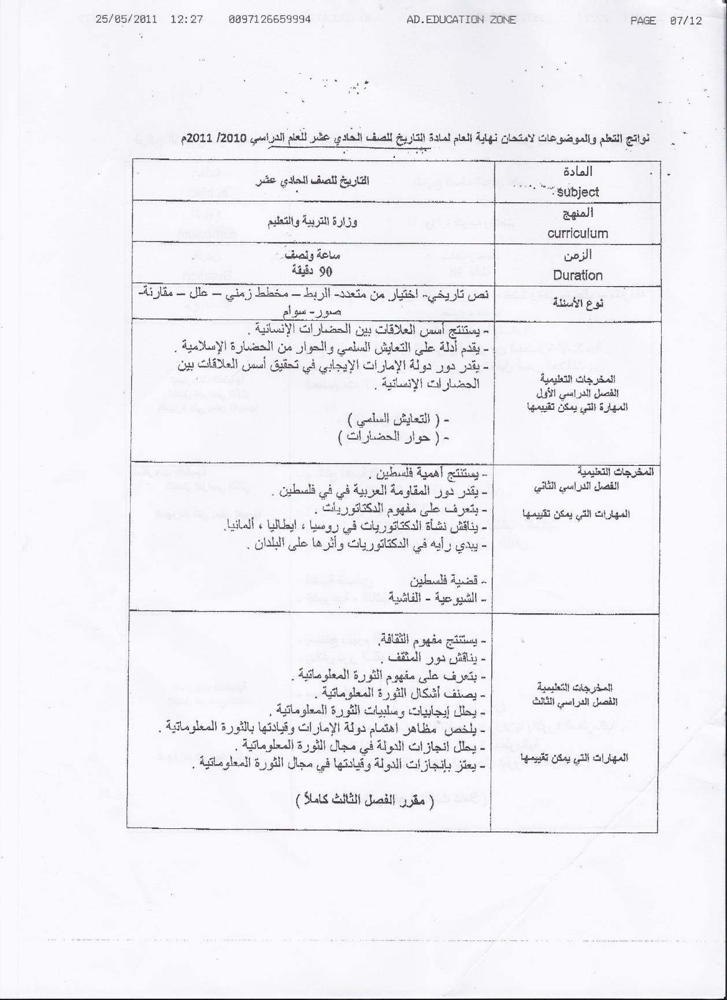 25/05/2011 12:27 0097126659994 AD.EDUCATION ZONE PAGE 07/12
نواتج التعلم والموضوعات لامتحان نهاية العام لمادة التاريخ للصف الحادي عشر للعام الدراسي 2010/ 2011م
المادة
subject
التاريخ للصف الحادي عشر
المنهج
curriculum
وزارة التربية والتعليم
الزمن
Duration
ساعة ونصف
90 دقيقة
نوع الأسئلة
نص تاريخي- اختيار من متعدد- الربط – مخطط زمني – علل – مقارنة-
صور- سوام
المخرجات التعليمية
الفصل الدراسي الأول
المهارة التي يمكن تقييمها
- يستنتج أسس العلاقات بين الحضارات الإنسانية .
- يقدم أدلة على التعايش السلمي والحوار من الحضارة الإسلامية .
- يقدر دور دولة الإمارات الإيجابي في تحقيق أسس العلاقات بين
الحضارات الإنسانية .
- ( التعايش السلمي )
- ( حوار الحضارات )
المخرجات التعليمية
الفصل الدراسي الثاني
المهارات التي يمكن تقييمها
- يستنتج أهمية فلسطين .
- يقدر دور المقاومة العربية في في فلسطين .
- بتعرف على مفهوم الدكتاتوريات .
- يناقش نشأة الدكتاتوريات في روسيا ، ايطاليا ، ألمانيا.
- يبدي رأيه في الدكتاتوريات وأثرها على البلدان .
- قضية فلسطين
- الشيوعية - الفاشية
المخرجات التعليمية
الفصل الدراسي الثالث
المهارات التي يمكن تقييمها
- يستنتج مفهوم الثقافة.
- يناقش دور المثقف .
- بتعرف على مفهوم الثورة المعلوماتية .
- يصنف أشكال الثورة المعلوماتية .
- يحلل إيجابيات وسلبيات الثورة المعلوماتية .
- يلخص مظاهر اهتمام دولة الإمارات وقيادتها بالثورة المعلوماتية .
- يحلل انجازات الدولة في مجال الثورة المعلوماتية .
- يعتز بإنجازات الدولة وقيادتها في مجال الثورة المعلوماتية .
( مقرر الفصل الثالث كاملاً )